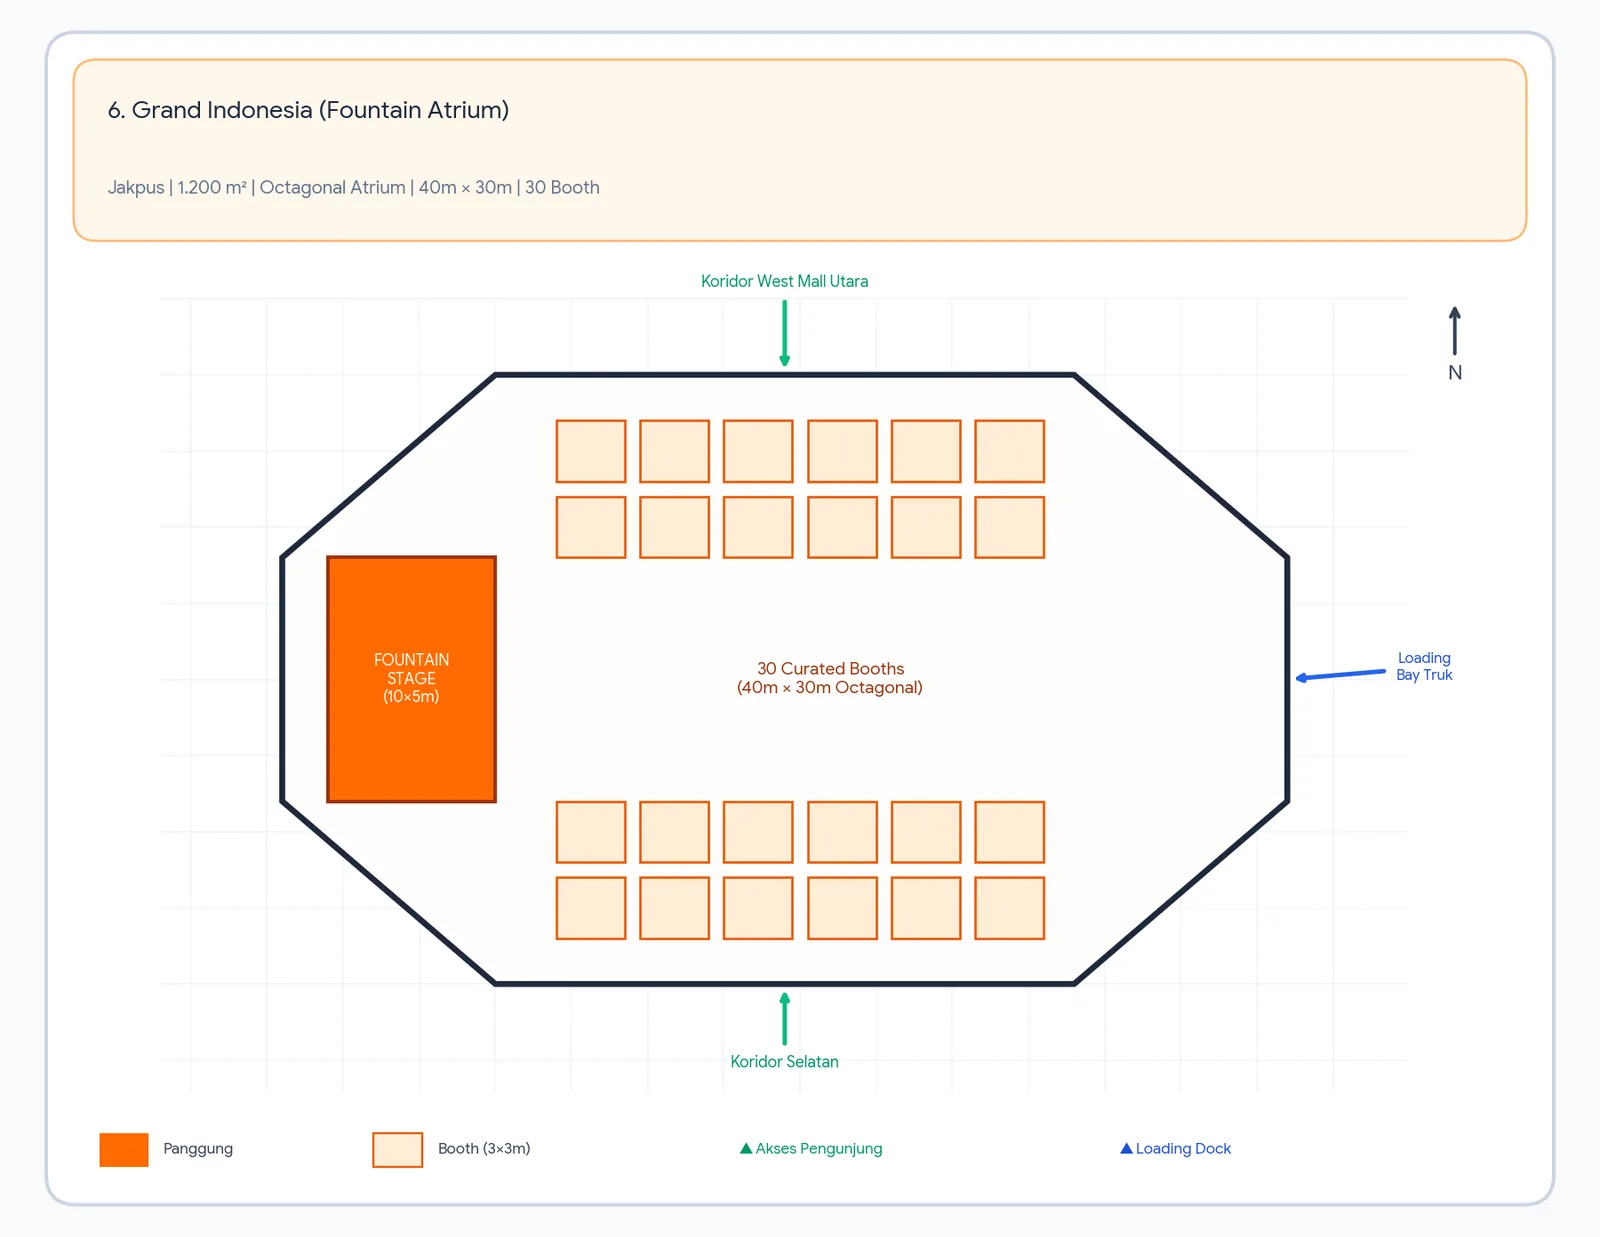 6. Grand Indonesia (Fountain Atrium)
Jakpus | 1.200 m² | Octagonal Atrium | 40m × 30m | 30 Booth
Koridor West Mall Utara
N
FOUNTAIN
STAGE
(10×5m)
30 Curated Booths
(40m × 30m Octagonal)
Loading
Bay Truk
Koridor Selatan
Panggung
Booth (3×3m)
▲ Akses Pengunjung
▲ Loading Dock